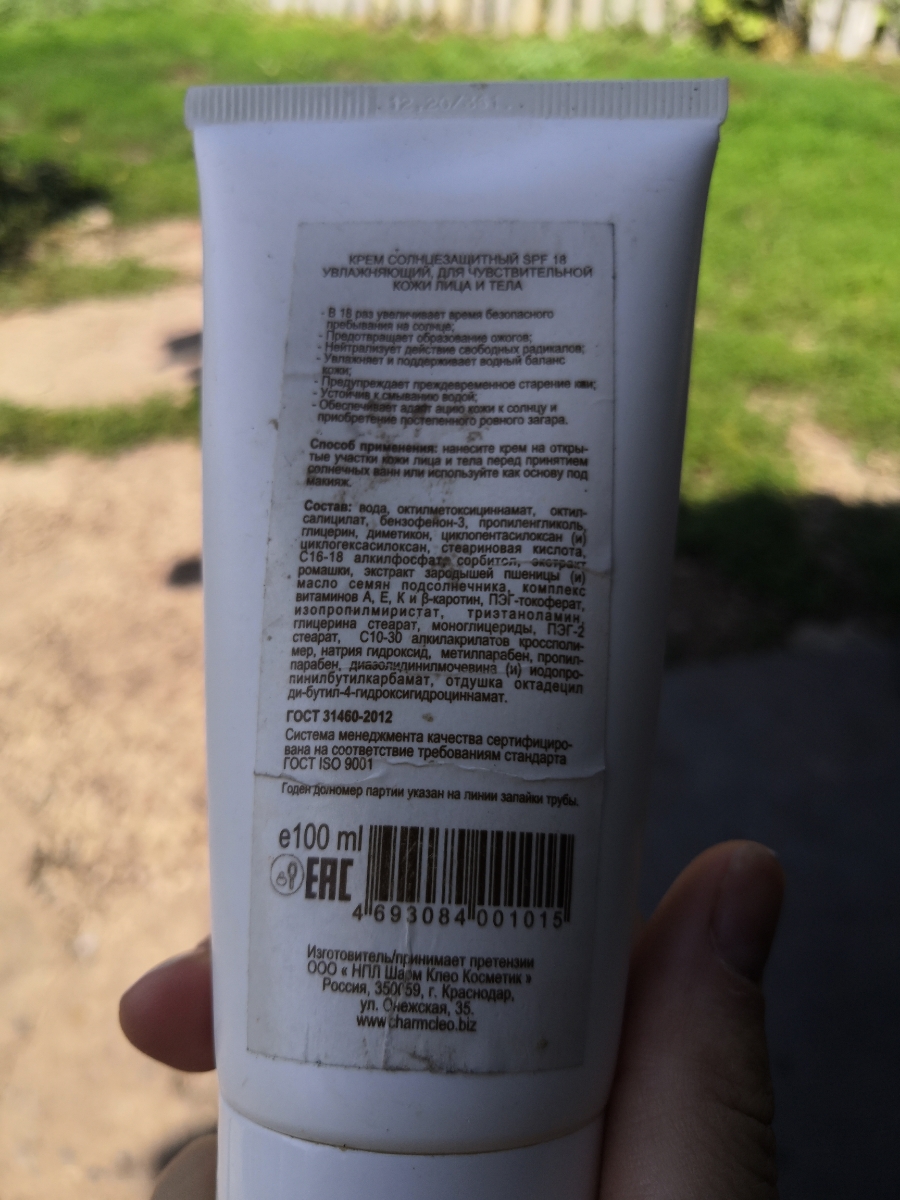 КРЕМ СОЛНЦЕЗАЩИТНЫЙ SPF 18
УВЛАЖНЯЮЩИЙ, ДЛЯ ЧУВСТВИТЕЛЬНОЙ
КОЖИ ЛИЦА И ТЕЛА
- В 18 раз увеличивает время безопасного
пребывания на солнце;
- Предотвращает образование ожогов;
- Нейтрализует действие свободных радикалов;
- Увлажняет и поддерживает водный баланс
кожи;
- Предупреждает преждевременное старение кожи;
- Устойчив к смыванию водой;
- Обеспечивает адаптацию кожи к солнцу и
приобретение постепенного ровного загара.
Способ применения: нанесите крем на откры-
тые участки кожи лица и тела перед принятием
солнечных ванн или используйте как основу под
макияж.
Состав: вода, октилметоксициннамат, октил-
салицилат, бензофейон-3, пропиленгликоль,
глицерин, диметикон, циклопентасилоксан (и)
циклогексасилоксан, стеариновая кислота,
С16-18 алкилфосфат, сорбитол, экстракт
ромашки, экстракт зародышей пшеницы (и)
масло семян подсолнечника, комплекс
витаминов А, Е, К и β-каротин, ПЭГ-токоферат,
изопропилмиристат, триэтаноламин,
глицерина стеарат, моноглицериды, ПЭГ-2
стеарат, С10-30 алкилакрилатов кроссполи-
мер, натрия гидроксид, метилпарабен, пропил-
парабен, диазолидинилмочевина (и) иодопро-
пинилбутилкарбамат, отдушка октадецил
ди-бутил-4-гидроксигидроциннамат.
ГОСТ 31460-2012
Система менеджмента качества сертифициро-
вана на соответствие требованиям стандарта
ГОСТ ISO 9001
Годен до/номер партии указан на линии запайки трубы.
e100 ml
EAC
4 693084 001015
Изготовитель/принимает претензии
ООО « НПЛ Шарм Клео Косметик »
Россия, 350059, г. Краснодар,
ул. Онежская, 35.
www.charmcleo.biz